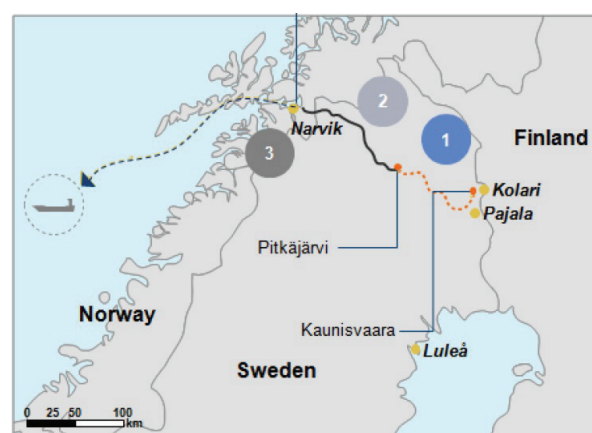 2
Narvik
1
Finland
3
Kolari
Pajala
Pitkäjärvi
Norway
Kaunisvaara
Luleå
Sweden
0 25 50 100
km